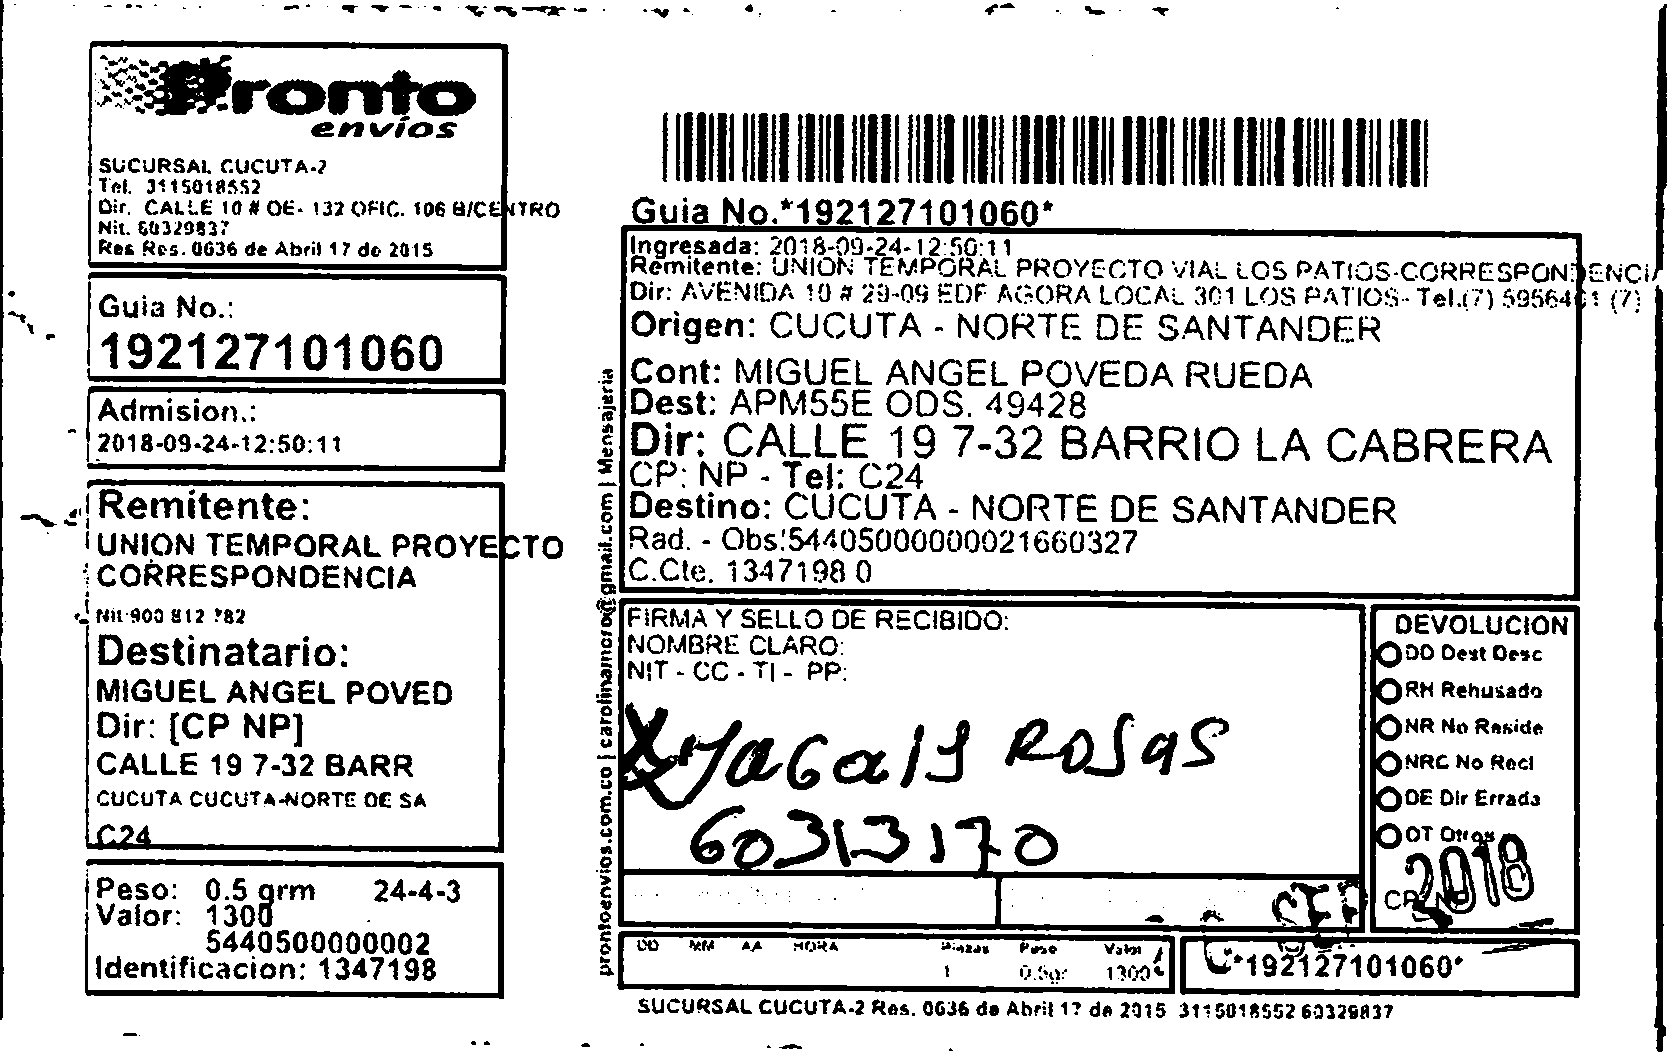 Pronto
envíos
SUCURSAL CUCUTA-2
Tel. 3115018552
Dir. CALLE 10 # OE- 132 OFIC. 106 B/CENTRO
Nit. 60329837
Res Res. 0636 de Abril 17 de 2015
Guia No.:
192127101060
Admision.:
2018-09-24-12:50:11
Remitente:
UNION TEMPORAL PROYECTO
CORRESPONDENCIA
Nit:900 812 782
Destinatario:
MIGUEL ANGEL POVED
Dir: [CP NP]
CALLE 19 7-32 BARR
CUCUTA CUCUTA-NORTE DE SA
C24
Peso: 0.5 grm 24-4-3
Valor: 1300
5440500000002
Identificacion: 1347198
prontoenvios.com.co | carolinamcro@gmail.com | Mensajeria
Guia No.*192127101060*
Ingresada: 2018-09-24-12:50:11
Remitente: UNION TEMPORAL PROYECTO VIAL LOS PATIOS-CORRESPONDENCIA
Dir: AVENIDA 10 # 29-09 EDF AGORA LOCAL 301 LOS PATIOS- Tel.(7) 5956461 (7)
Origen: CUCUTA - NORTE DE SANTANDER
Cont: MIGUEL ANGEL POVEDA RUEDA
Dest: APM55E ODS. 49428
Dir: CALLE 19 7-32 BARRIO LA CABRERA
CP: NP - Tel: C24
Destino: CUCUTA - NORTE DE SANTANDER
Rad. - Obs:54405000000021660327
C.Cte. 1347198 0
FIRMA Y SELLO DE RECIBIDO:
NOMBRE CLARO:
NIT - CC - TI - PP:
Magaly Rosas
60313170
DEVOLUCION
DD Dest Desc
RH Rehusado
NR No Reside
NRC No Recl
DE Dir Errada
OT Otros
2018
DD MM AA HORA Piezas Peso Valor
1 0.5gr 1300
*192127101060*
SUCURSAL CUCUTA-2 Res. 0636 de Abril 17 de 2015 3115018552 60329837